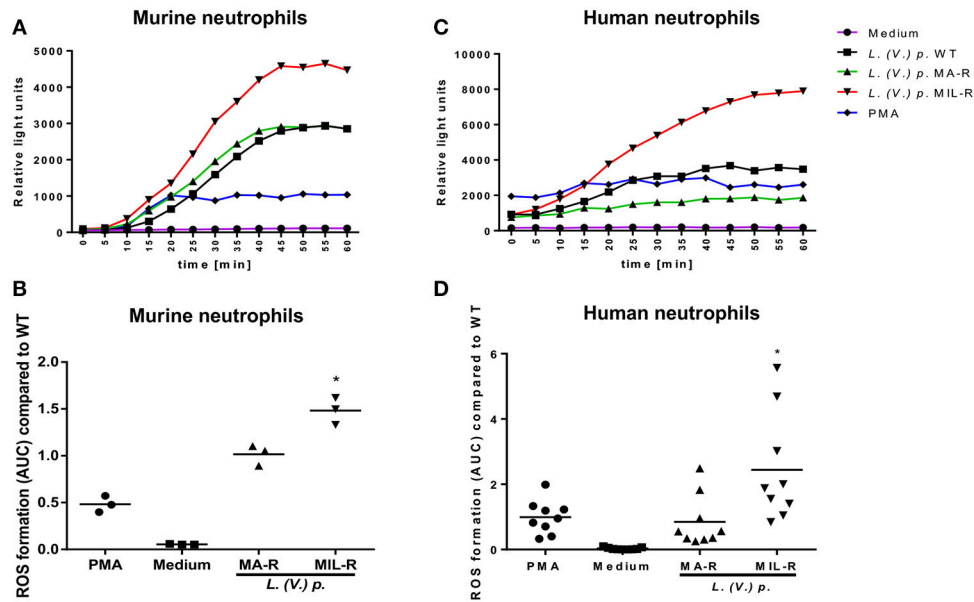 A
Murine neutrophils
Relative light units
5000
4000
3000
2000
1000
0
0 5 10 15 20 25 30 35 40 45 50 55 60
time [min]
C
Human neutrophils
Relative light units
10000
8000
6000
4000
2000
0
0 5 10 15 20 25 30 35 40 45 50 55 60
time [min]
Medium
L. (V.) p. WT
L. (V.) p. MA-R
L. (V.) p. MIL-R
PMA
B
Murine neutrophils
ROS formation (AUC) compared to WT
2.0
1.5
1.0
0.5
0.0
*
PMA Medium MA-R MIL-R
L. (V.) p.
D
Human neutrophils
ROS formation (AUC) compared to WT
6
4
2
0
*
PMA Medium MA-R MIL-R
L. (V.) p.